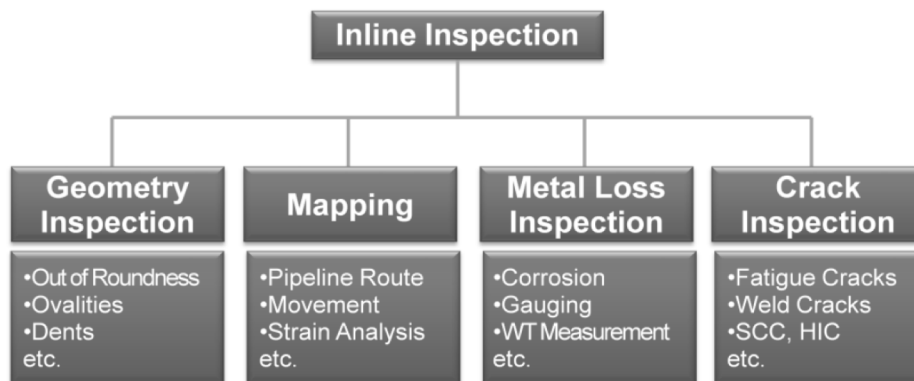 Inline Inspection
Geometry
Inspection
•Out of Roundness
•Ovalities
•Dents
etc.
Mapping
•Pipeline Route
•Movement
•Strain Analysis
etc.
Metal Loss
Inspection
•Corrosion
•Gauging
•WT Measurement
etc.
Crack
Inspection
•Fatigue Cracks
•Weld Cracks
•SCC, HIC
etc.